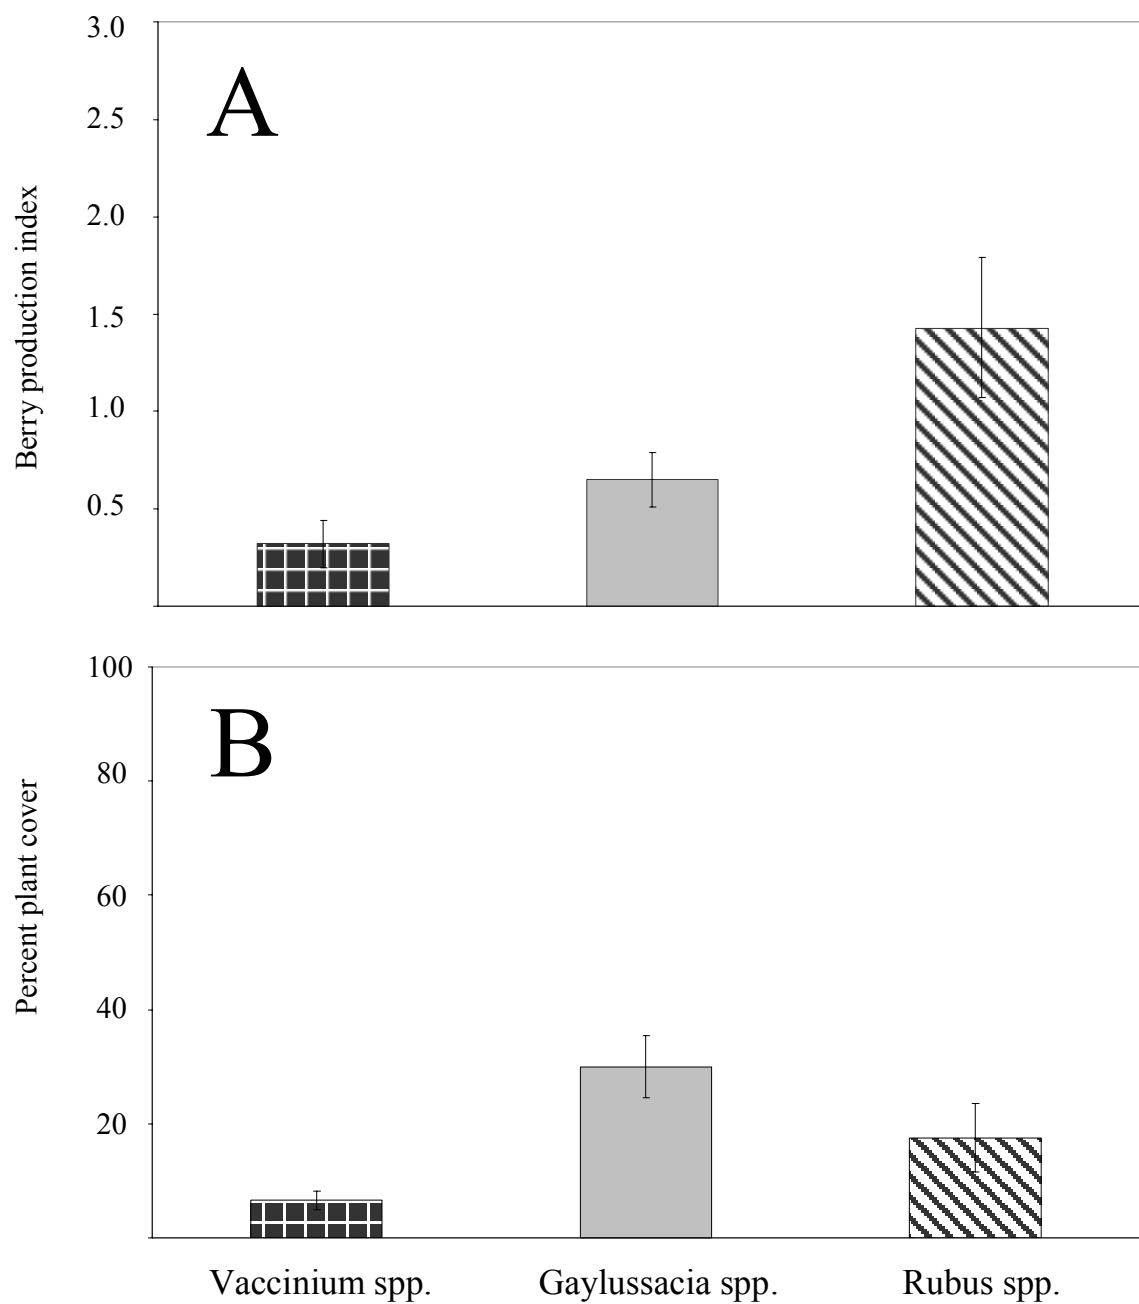 3.0
A
2.5
2.0
1.5
1.0
0.5
Berry production index
100
B
80
60
40
20
Percent plant cover
Vaccinium spp. Gaylussacia spp. Rubus spp.